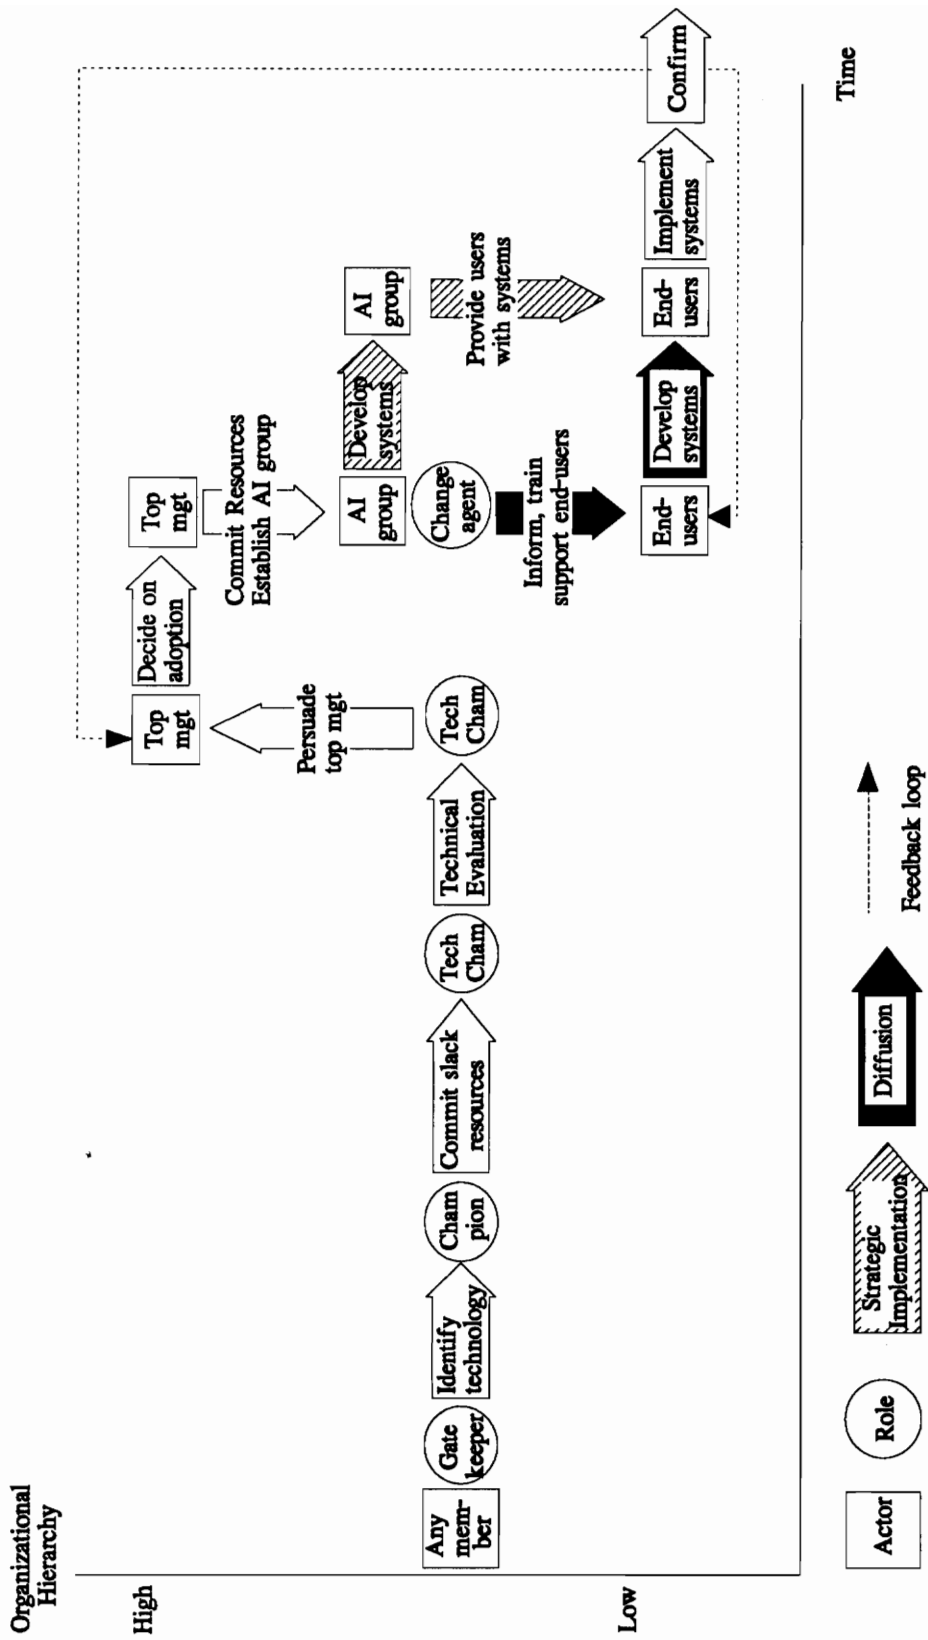 Organizational
Hierarchy
High
Low
Time
Top
mgt
Decide on
adoption
Top
mgt
Commit Resources
Establish AI group
Persuade
top mgt
AI
group
Develop
systems
AI
group
Any
mem-
ber
Gate
keeper
Identify
technology
Cham
pion
Commit slack
resources
Tech
Cham
Technical
Evaluation
Tech
Cham
Change
agent
Inform, train
support end-users
Provide users
with systems
End-
users
Develop
systems
End-
users
Implement
systems
Confirm
Actor
Role
Strategic
Implementation
Diffusion
Feedback loop